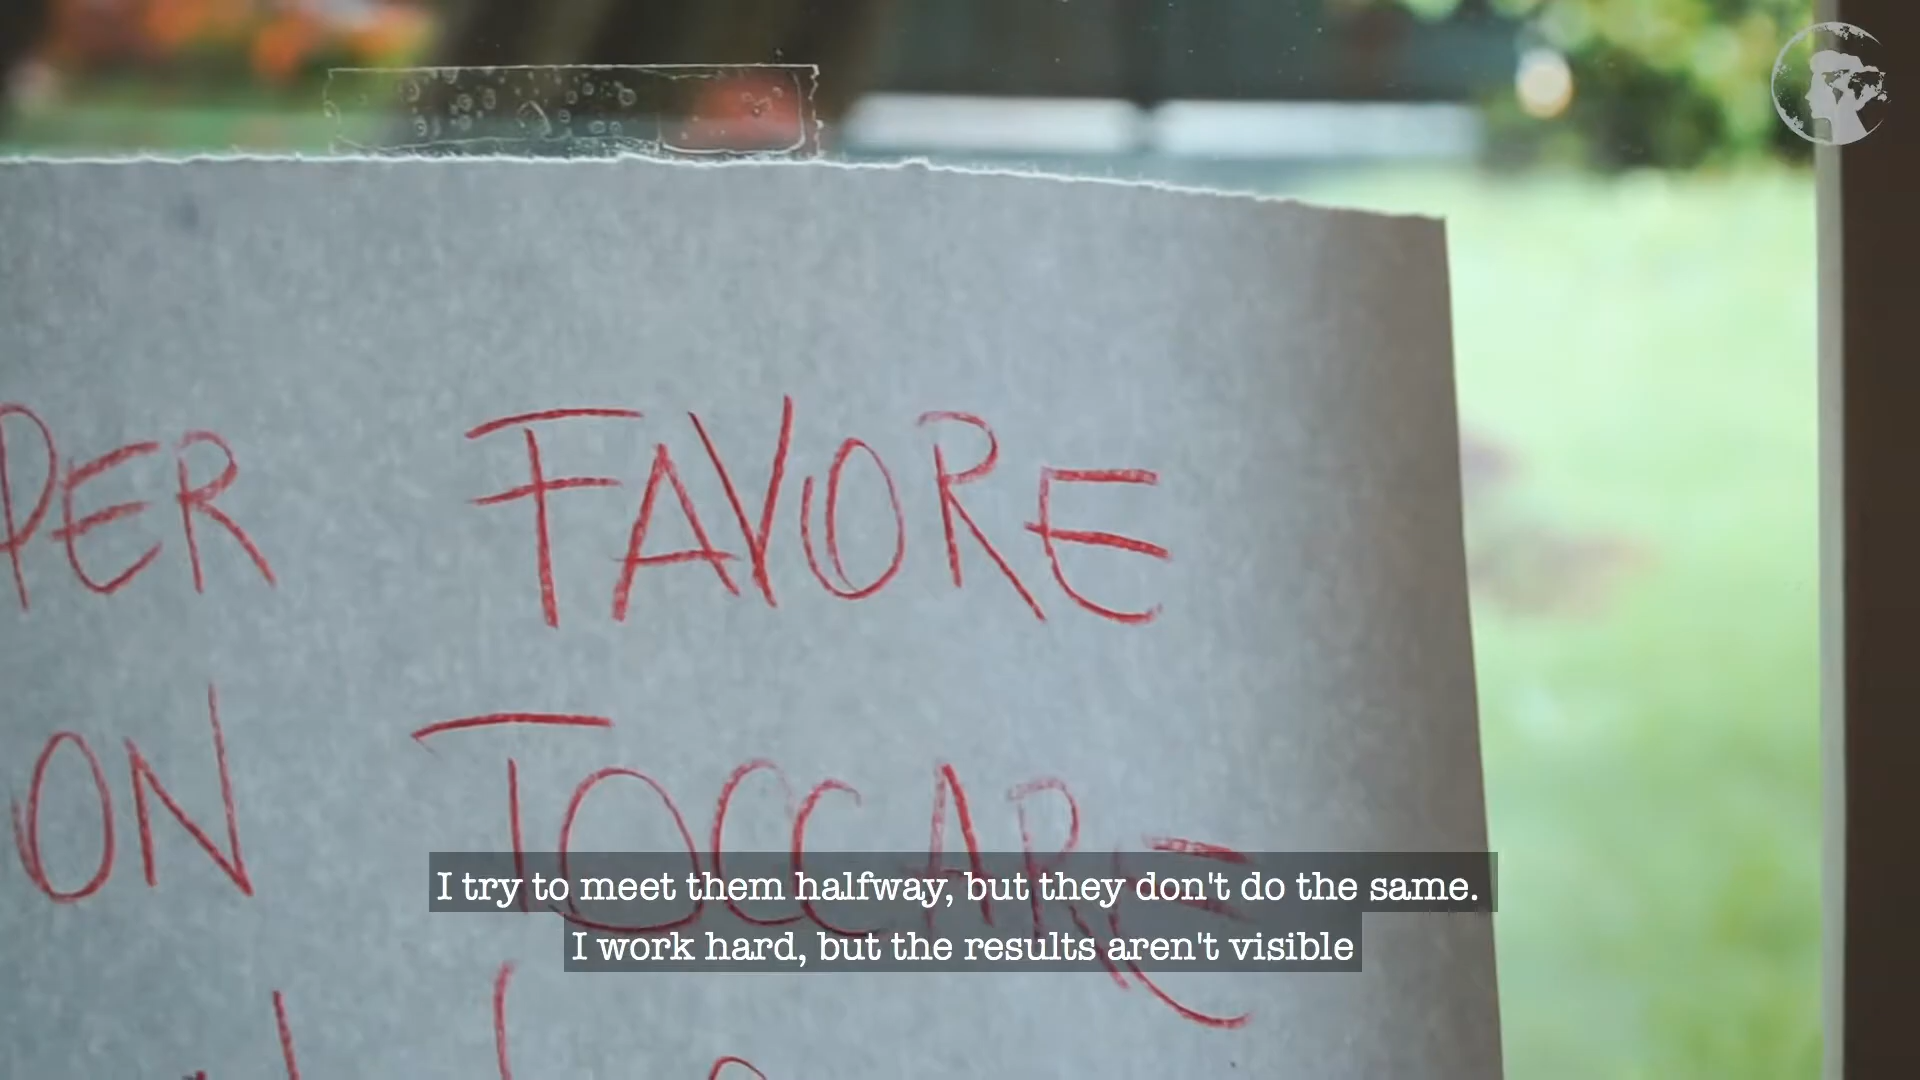 PER FAVORE
ON TOCCARE
I try to meet them halfway, but they don't do the same.
I work hard, but the results aren't visible